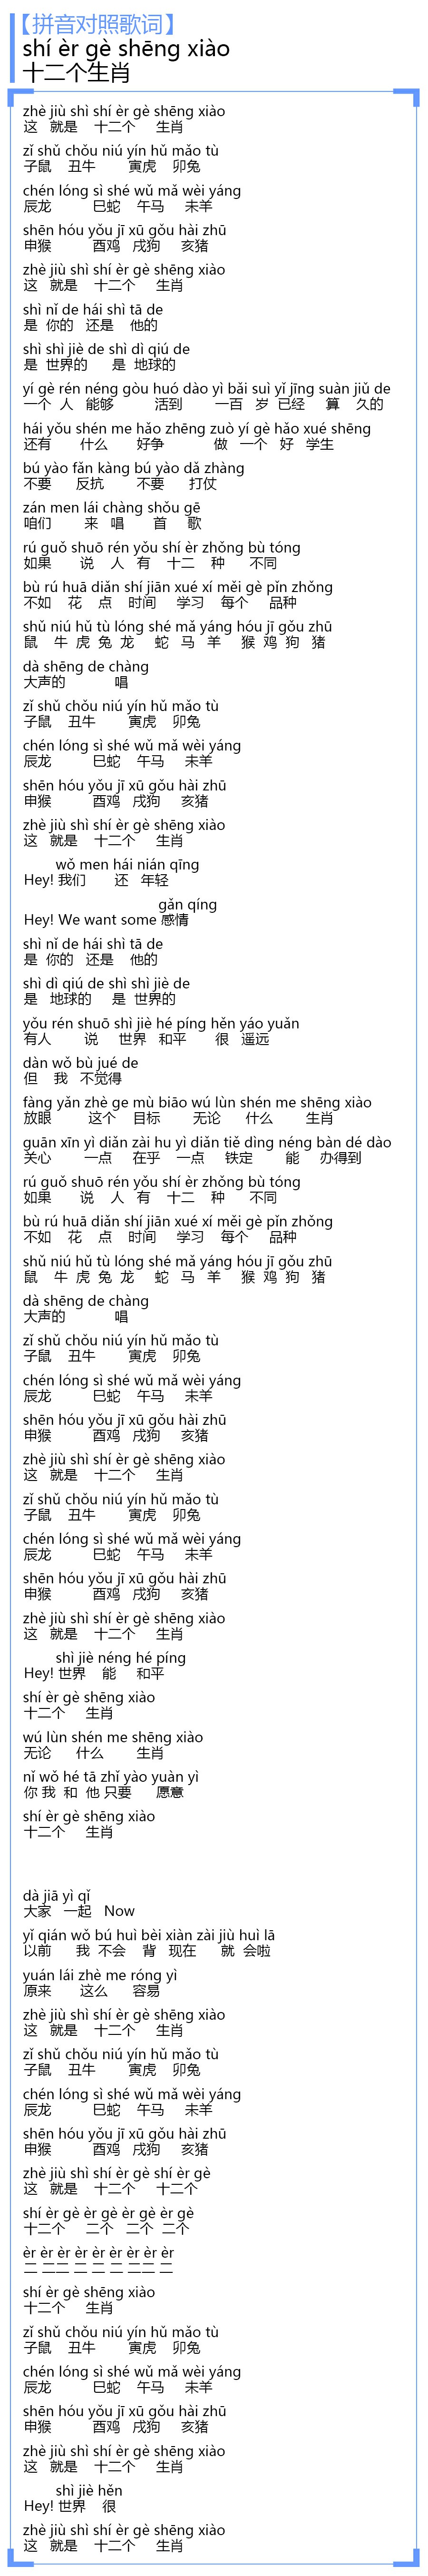 【拼音对照歌词】
shí èr gè shēng xiào
十二个生肖
zhè jiù shì shí èr gè shēng xiào
这 就是 十二个 生肖
zǐ shǔ chǒu niú yín hǔ mǎo tù
子鼠 丑牛 寅虎 卯兔
chén lóng sì shé wǔ mǎ wèi yáng
辰龙 巳蛇 午马 未羊
shēn hóu yǒu jī xū gǒu hài zhū
申猴 酉鸡 戌狗 亥猪
zhè jiù shì shí èr gè shēng xiào
这 就是 十二个 生肖
shì nǐ de hái shì tā de
是 你的 还是 他的
shì shì jiè de shì dì qiú de
是 世界的 是 地球的
yí gè rén néng gòu huó dào yì bǎi suì yǐ jīng suàn jiǔ de
一个 人 能够 活到 一百 岁 已经 算 久的
hái yǒu shén me hǎo zhēng zuò yí gè hǎo xué shēng
还有 什么 好争 做 一个 好 学生
bú yào fǎn kàng bú yào dǎ zhàng
不要 反抗 不要 打仗
zán men lái chàng shǒu gē
咱们 来 唱 首 歌
rú guǒ shuō rén yǒu shí èr zhǒng bù tóng
如果 说 人 有 十二 种 不同
bù rú huā diǎn shí jiān xué xí měi gè pǐn zhǒng
不如 花 点 时间 学习 每个 品种
shǔ niú hǔ tù lóng shé mǎ yáng hóu jī gǒu zhū
鼠 牛 虎 兔 龙 蛇 马 羊 猴 鸡 狗 猪
dà shēng de chàng
大声的 唱
zǐ shǔ chǒu niú yín hǔ mǎo tù
子鼠 丑牛 寅虎 卯兔
chén lóng sì shé wǔ mǎ wèi yáng
辰龙 巳蛇 午马 未羊
shēn hóu yǒu jī xū gǒu hài zhū
申猴 酉鸡 戌狗 亥猪
zhè jiù shì shí èr gè shēng xiào
这 就是 十二个 生肖
wǒ men hái nián qīng
Hey! 我们 还 年轻
gǎn qíng
Hey! We want some 感情
shì nǐ de hái shì tā de
是 你的 还是 他的
shì dì qiú de shì shì jiè de
是 地球的 是 世界的
yǒu rén shuō shì jiè hé píng hěn yáo yuǎn
有人 说 世界 和平 很 遥远
dàn wǒ bù jué de
但 我 不觉得
fàng yǎn zhè ge mù biāo wú lùn shén me shēng xiào
放眼 这个 目标 无论 什么 生肖
guān xīn yì diǎn zài hu yì diǎn tiě dìng néng bàn dé dào
关心 一点 在乎 一点 铁定 能 办得到
rú guǒ shuō rén yǒu shí èr zhǒng bù tóng
如果 说 人 有 十二 种 不同
bù rú huā diǎn shí jiān xué xí měi gè pǐn zhǒng
不如 花 点 时间 学习 每个 品种
shǔ niú hǔ tù lóng shé mǎ yáng hóu jī gǒu zhū
鼠 牛 虎 兔 龙 蛇 马 羊 猴 鸡 狗 猪
dà shēng de chàng
大声的 唱
zǐ shǔ chǒu niú yín hǔ mǎo tù
子鼠 丑牛 寅虎 卯兔
chén lóng sì shé wǔ mǎ wèi yáng
辰龙 巳蛇 午马 未羊
shēn hóu yǒu jī xū gǒu hài zhū
申猴 酉鸡 戌狗 亥猪
zhè jiù shì shí èr gè shēng xiào
这 就是 十二个 生肖
zǐ shǔ chǒu niú yín hǔ mǎo tù
子鼠 丑牛 寅虎 卯兔
chén lóng sì shé wǔ mǎ wèi yáng
辰龙 巳蛇 午马 未羊
shēn hóu yǒu jī xū gǒu hài zhū
申猴 酉鸡 戌狗 亥猪
zhè jiù shì shí èr gè shēng xiào
这 就是 十二个 生肖
shì jiè néng hé píng
Hey! 世界 能 和平
shí èr gè shēng xiào
十二个 生肖
wú lùn shén me shēng xiào
无论 什么 生肖
nǐ wǒ hé tā zhǐ yào yuàn yì
你 我 和 他 只要 愿意
shí èr gè shēng xiào
十二个 生肖
dà jiā yì qǐ
大家 一起 Now
yǐ qián wǒ bú huì bèi xiàn zài jiù huì lā
以前 我 不会 背 现在 就 会啦
yuán lái zhè me róng yì
原来 这么 容易
zhè jiù shì shí èr gè shēng xiào
这 就是 十二个 生肖
zǐ shǔ chǒu niú yín hǔ mǎo tù
子鼠 丑牛 寅虎 卯兔
chén lóng sì shé wǔ mǎ wèi yáng
辰龙 巳蛇 午马 未羊
shēn hóu yǒu jī xū gǒu hài zhū
申猴 酉鸡 戌狗 亥猪
zhè jiù shì shí èr gè shí èr gè
这 就是 十二个 十二个
shí èr gè èr gè èr gè èr gè
十二个 二个 二个 二个
èr èr èr èr èr èr èr èr èr
二 二二 二 二 二 二二 二
shí èr gè shēng xiào
十二个 生肖
zǐ shǔ chǒu niú yín hǔ mǎo tù
子鼠 丑牛 寅虎 卯兔
chén lóng sì shé wǔ mǎ wèi yáng
辰龙 巳蛇 午马 未羊
shēn hóu yǒu jī xū gǒu hài zhū
申猴 酉鸡 戌狗 亥猪
zhè jiù shì shí èr gè shēng xiào
这 就是 十二个 生肖
shì jiè hěn
Hey! 世界 很
zhè jiù shì shí èr gè shēng xiào
这 就是 十二个 生肖